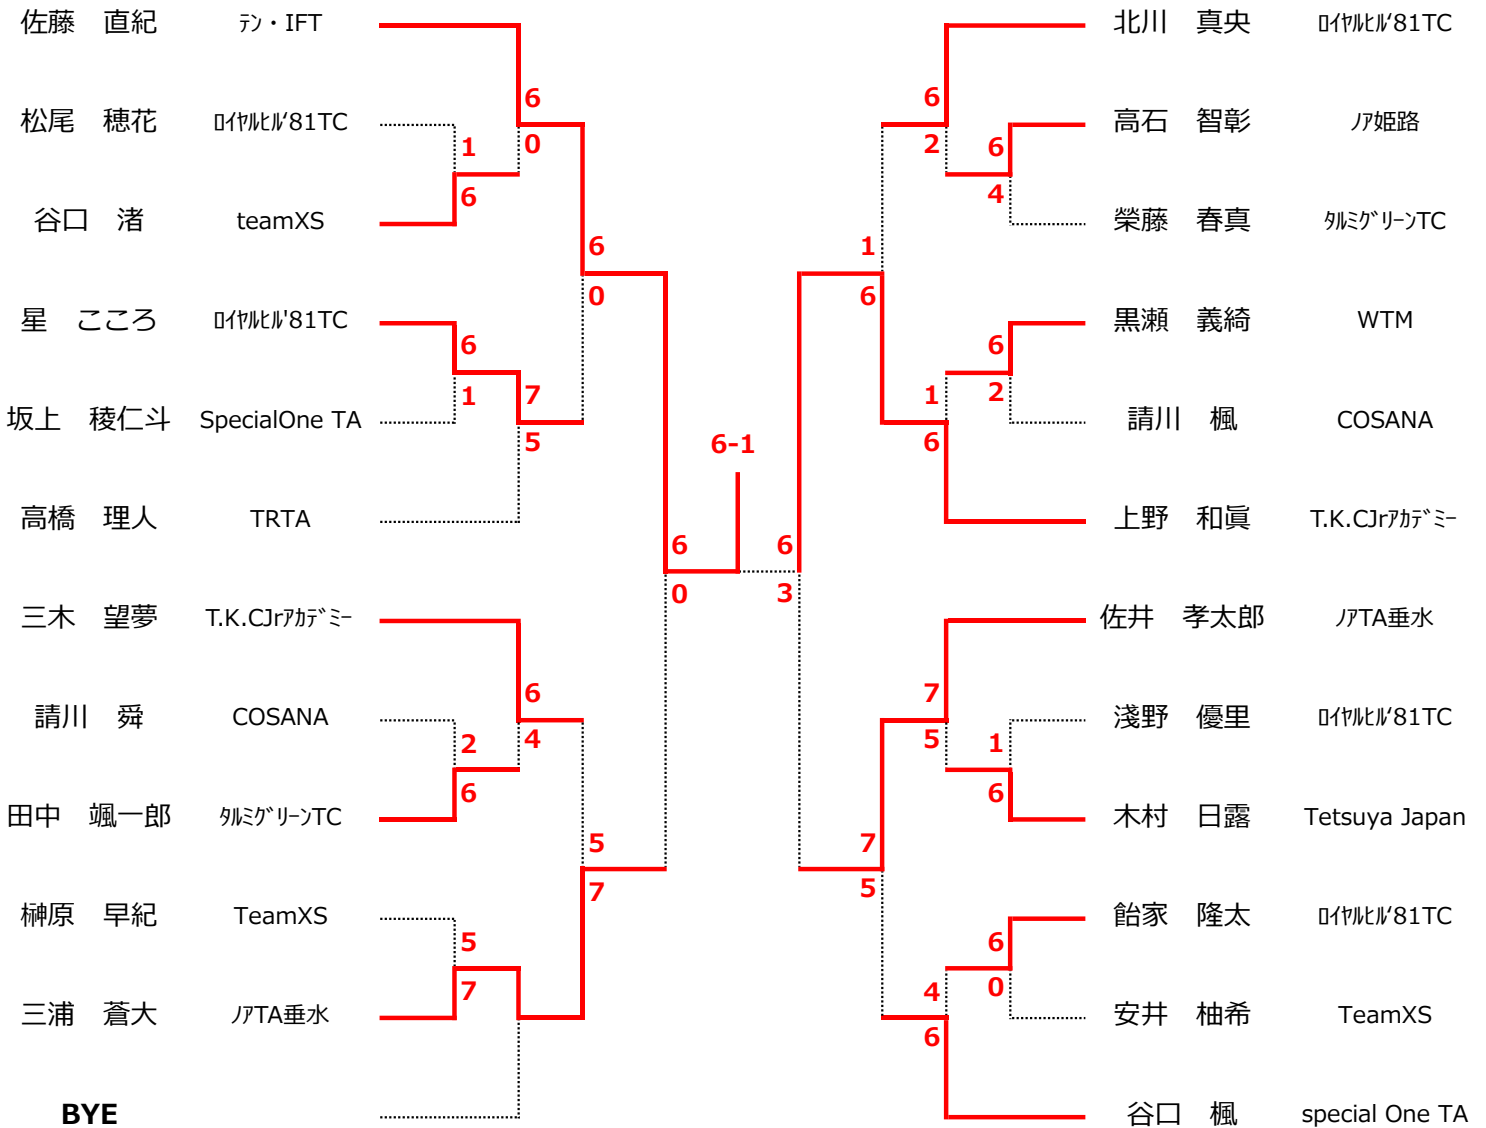 佐藤　直紀 ﾃﾝ・IFT
松尾　穂花 ﾛｲﾔﾙﾋﾙ'81TC
谷口　渚 teamXS
星　こころ ﾛｲﾔﾙﾋﾙ'81TC
坂上　稜仁斗 SpecialOne TA
高橋　理人 TRTA
三木　望夢 T.K.CJrｱｶﾃﾞﾐｰ
請川　舜 COSANA
田中　颯一郎 ﾀﾙﾐｸﾞﾘｰﾝTC
榊原　早紀 TeamXS
三浦　蒼大 ﾉｱTA垂水
BYE
1
6
6
1
2
6
5
7
6
0
7
5
6
4
6
0
5
7
6
0
6-1
6
3
1
6
7
5
6
2
1
6
7
5
4
6
6
4
6
2
1
6
6
0
北川　真央 ﾛｲﾔﾙﾋﾙ'81TC
高石　智彰 ﾉｱ姫路
榮藤　春真 ﾀﾙﾐｸﾞﾘｰﾝTC
黒瀬　義綺 WTM
請川　楓 COSANA
上野　和眞 T.K.CJrｱｶﾃﾞﾐｰ
佐井　孝太郎 ﾉｱTA垂水
淺野　優里 ﾛｲﾔﾙﾋﾙ'81TC
木村　日露 Tetsuya Japan
飴家　隆太 ﾛｲﾔﾙﾋﾙ'81TC
安井　柚希 TeamXS
谷口　楓 special One TA